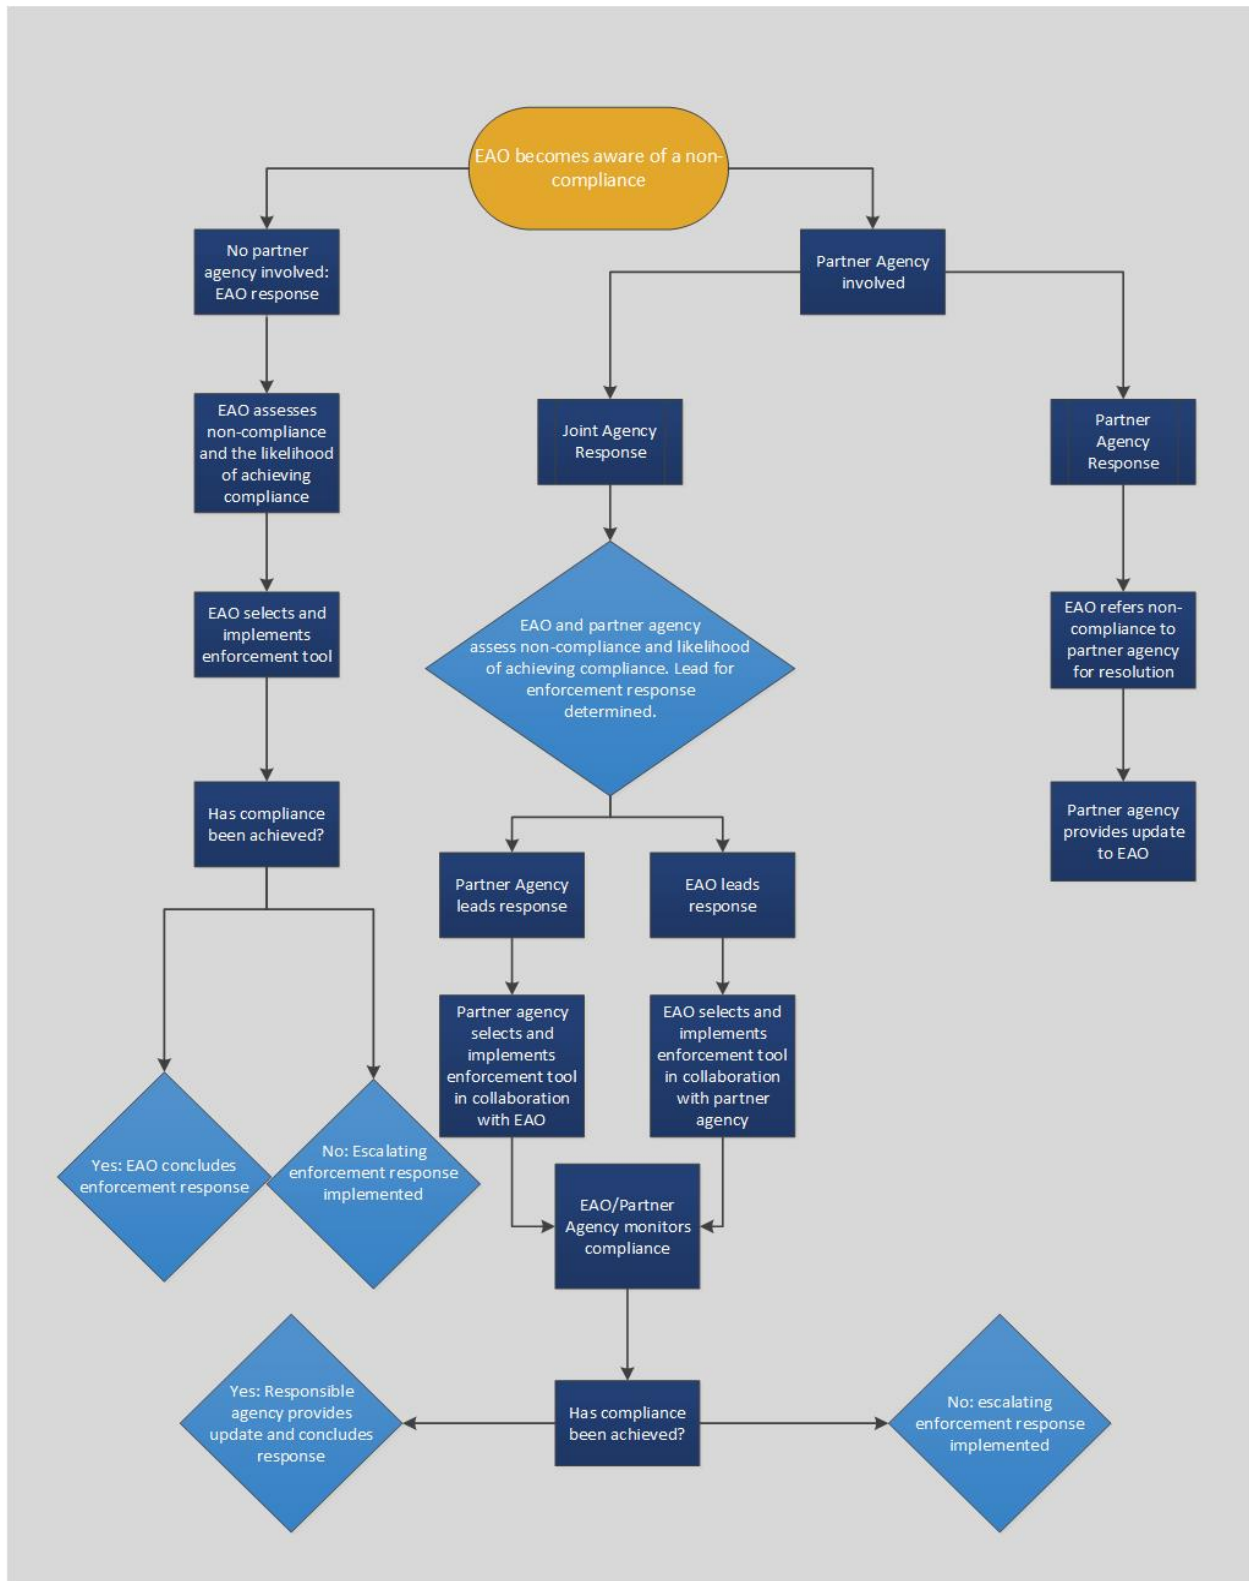 EAO becomes aware of a non-
compliance
No partner
agency involved:
EAO response
Partner Agency
involved
EAO assesses
non-compliance
and the likelihood
of achieving
compliance
Joint Agency
Response
Partner
Agency
Response
EAO selects and
implements
enforcement tool
EAO and partner agency
assess non-compliance and likelihood
of achieving compliance. Lead for
enforcement response
determined.
EAO refers non-
compliance to
partner agency
for resolution
Has compliance
been achieved?
Partner agency
provides update
to EAO
Partner Agency
leads response
EAO leads
response
Partner agency
selects and
implements
enforcement tool
in collaboration
with EAO
EAO selects and
implements
enforcement tool
in collaboration
with partner
agency
Yes: EAO concludes
enforcement response
No: Escalating
enforcement response
implemented
EAO/Partner
Agency monitors
compliance
Yes: Responsible
agency provides
update and concludes
response
Has compliance
been achieved?
No: escalating
enforcement response
implemented